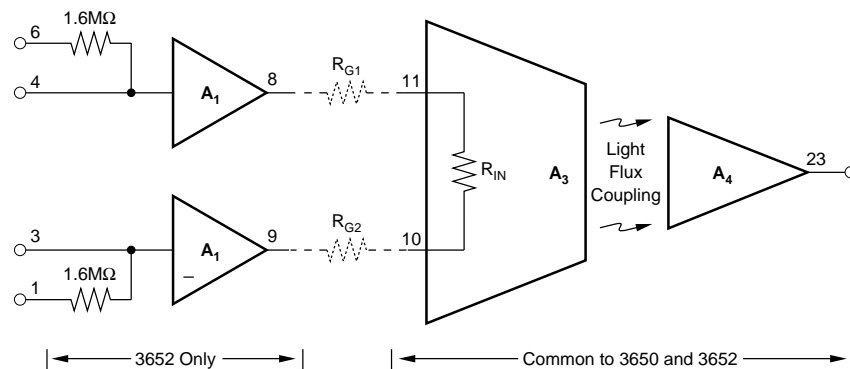 6
1.6MΩ
4
A1
8
RG1
11
RIN
A3
Light
Flux
Coupling
A4
23
3
A1
–
9
RG2
10
1
1.6MΩ
3652 Only
Common to 3650 and 3652